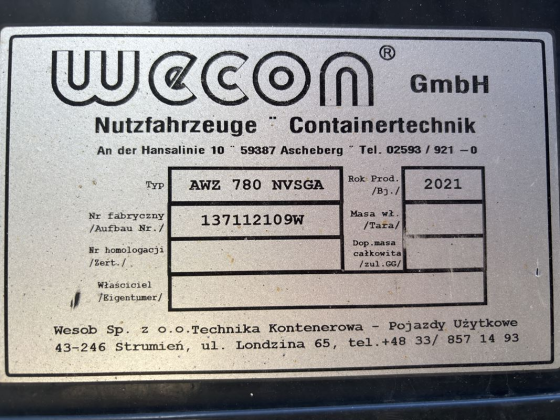 wecon® GmbH
Nutzfahrzeuge ¨ Containertechnik
An der Hansalinie 10 ¨ 59387 Ascheberg ¨ Tel. 02593 / 921 -0
Typ AWZ 780 NVSGA Rok Prod. /Bj./ 2021
Nr fabryczny /Aufbau Nr./ 137112109W Masa wł. /Tara/
Nr homologacji /Zert./ Dop.masa całkowita /zul.GG/
Właściciel /Eigentumer/
Wesob Sp. z o.o.Technika Kontenerowa - Pojazdy Użytkowe
43-246 Strumień, ul. Londzina 65, tel.+48 33/ 857 14 93